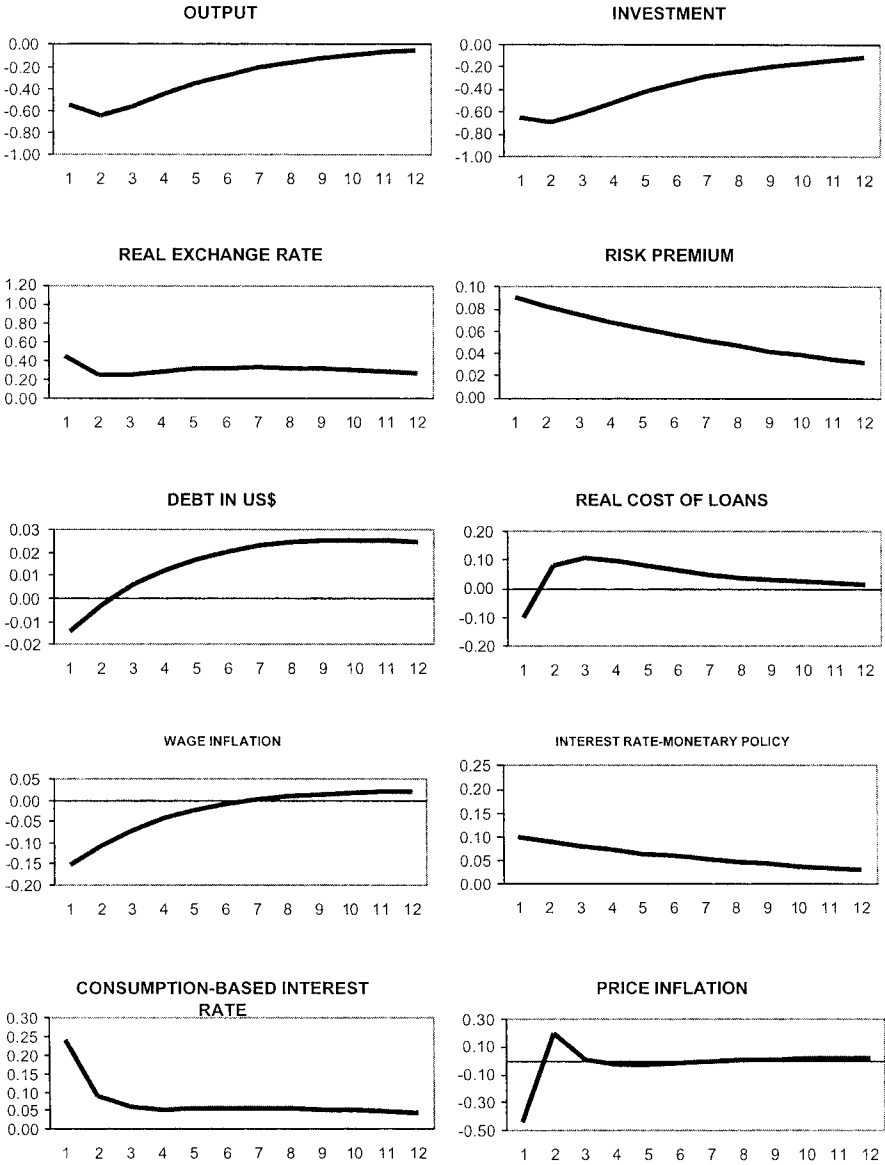 OUTPUT
0.00
-0.20
-0.40
-0.60
-0.80
-1.00
1 2 3 4 5 6 7 8 9 10 11 12
INVESTMENT
0.00
-0.20
-0.40
-0.60
-0.80
-1.00
1 2 3 4 5 6 7 8 9 10 11 12
REAL EXCHANGE RATE
1.20
1.00
0.80
0.60
0.40
0.20
0.00
1 2 3 4 5 6 7 8 9 10 11 12
RISK PREMIUM
0.10
0.08
0.06
0.04
0.02
0.00
1 2 3 4 5 6 7 8 9 10 11 12
DEBT IN US$
0.03
0.02
0.01
0.00
-0.01
-0.02
1 2 3 4 5 6 7 8 9 10 11 12
REAL COST OF LOANS
0.20
0.10
0.00
-0.10
-0.20
1 2 3 4 5 6 7 8 9 10 11 12
WAGE INFLATION
0.05
0.00
-0.05
-0.10
-0.15
-0.20
1 2 3 4 5 6 7 8 9 10 11 12
INTEREST RATE-MONETARY POLICY
0.25
0.20
0.15
0.10
0.05
0.00
1 2 3 4 5 6 7 8 9 10 11 12
CONSUMPTION-BASED INTEREST
RATE
0.30
0.25
0.20
0.15
0.10
0.05
0.00
1 2 3 4 5 6 7 8 9 10 11 12
PRICE INFLATION
0.30
0.10
-0.10
-0.30
-0.50
1 2 3 4 5 6 7 8 9 10 11 12